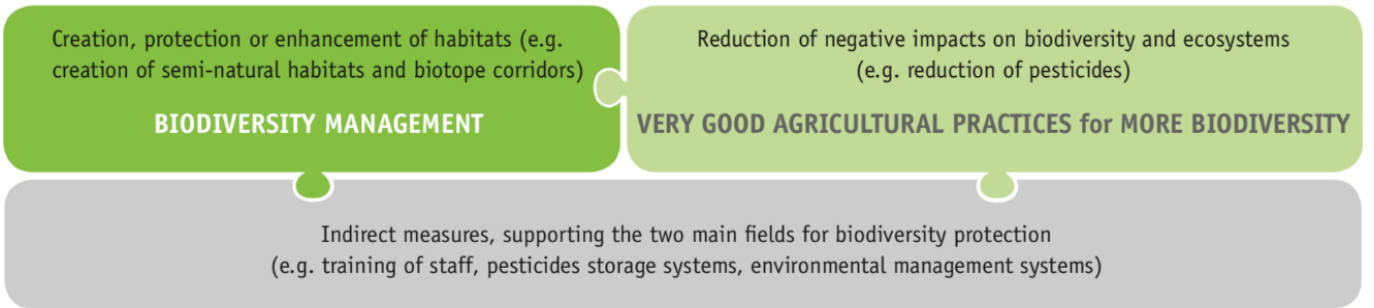 Creation, protection or enhancement of habitats (e.g.
creation of semi-natural habitats and biotope corridors)
BIODIVERSITY MANAGEMENT
Reduction of negative impacts on biodiversity and ecosystems
(e.g. reduction of pesticides)
VERY GOOD AGRICULTURAL PRACTICES for MORE BIODIVERSITY
Indirect measures, supporting the two main fields for biodiversity protection
(e.g. training of staff, pesticides storage systems, environmental management systems)